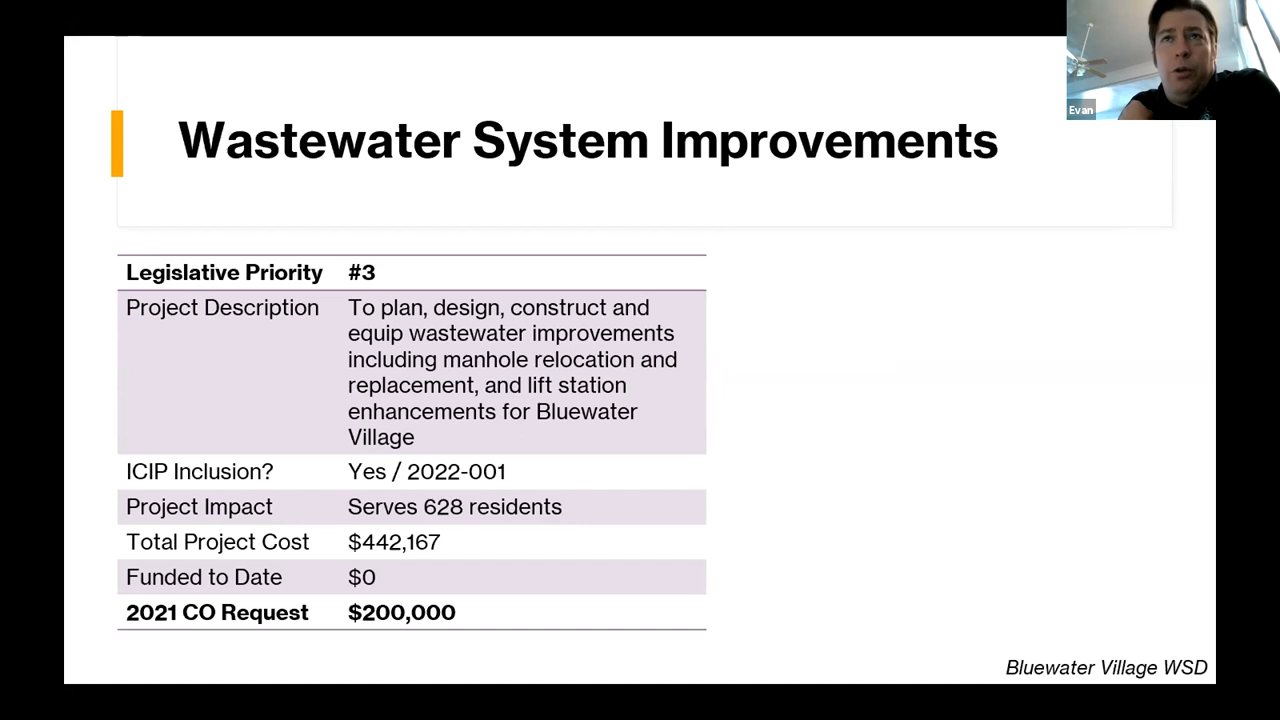 Evan
Wastewater System Improvements
Legislative Priority #3
Project Description To plan, design, construct and
equip wastewater improvements
including manhole relocation and
replacement, and lift station
enhancements for Bluewater
Village
ICIP Inclusion? Yes / 2022-001
Project Impact Serves 628 residents
Total Project Cost $442,167
Funded to Date $0
2021 CO Request $200,000
Bluewater Village WSD